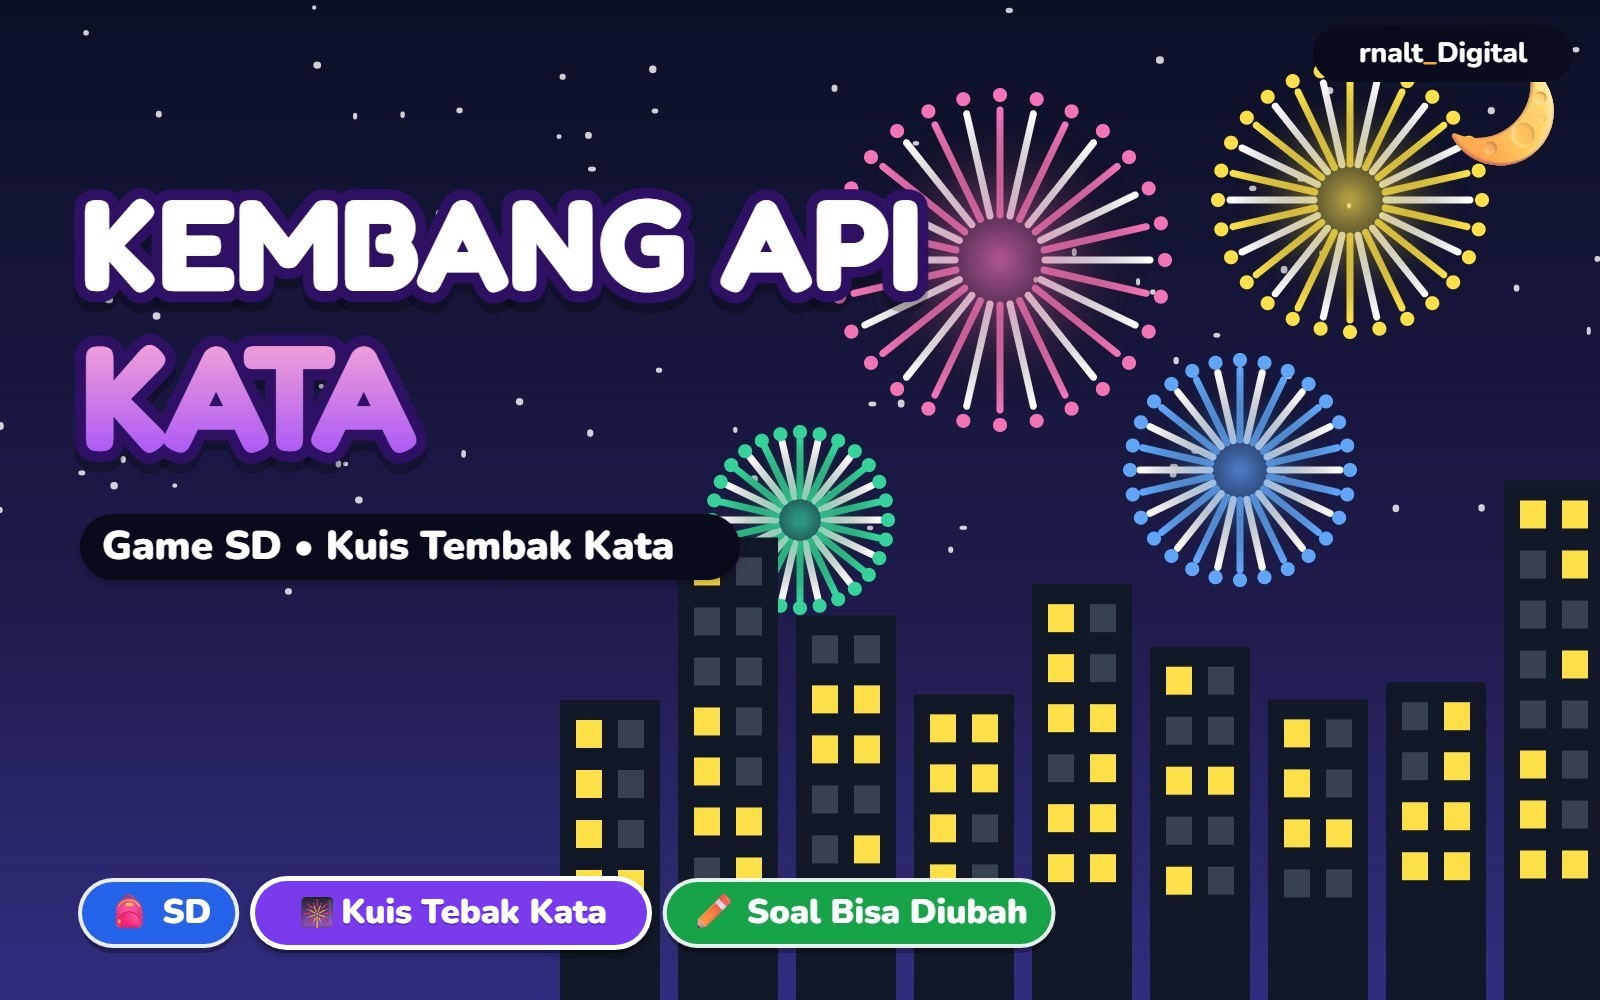 rnalt_Digital
KEMBANG API
KATA
Game SD • Kuis Tembak Kata
SD
Kuis Tebak Kata
Soal Bisa Diubah